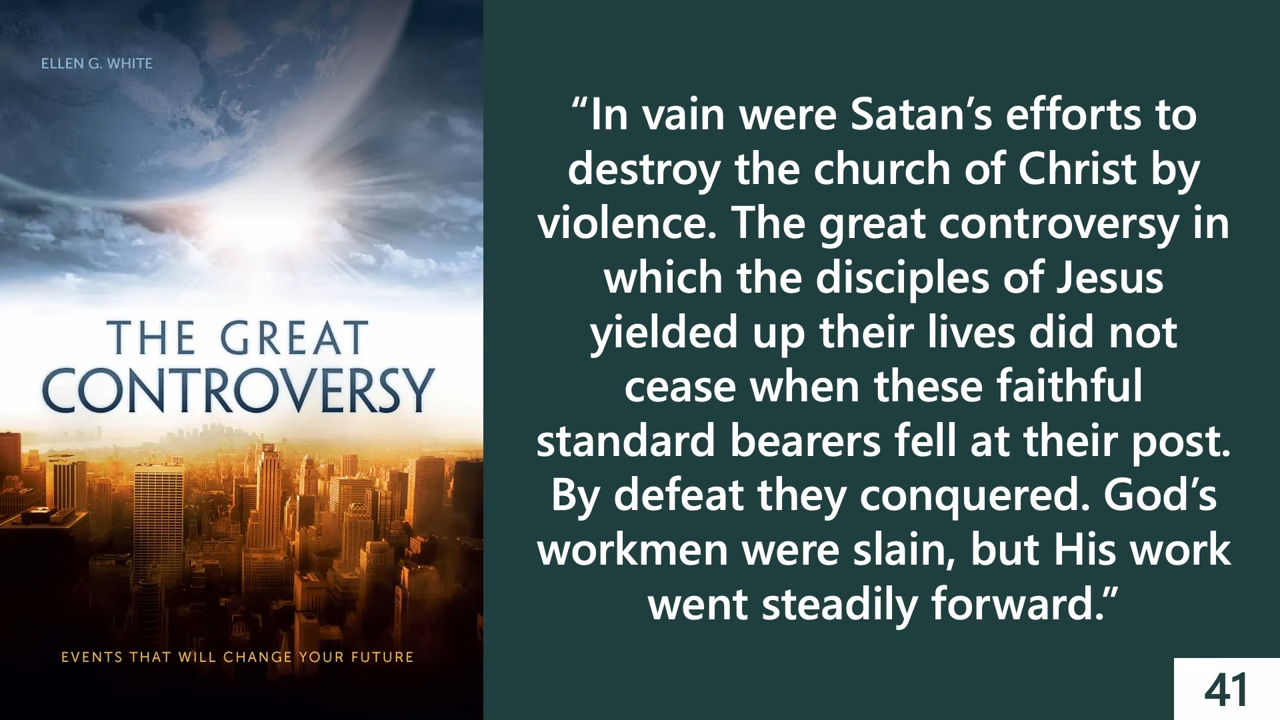 ELLEN G. WHITE
THE GREAT
CONTROVERSY
EVENTS THAT WILL CHANGE YOUR FUTURE
“In vain were Satan’s efforts to
destroy the church of Christ by
violence. The great controversy in
which the disciples of Jesus
yielded up their lives did not
cease when these faithful
standard bearers fell at their post.
By defeat they conquered. God’s
workmen were slain, but His work
went steadily forward.”
41